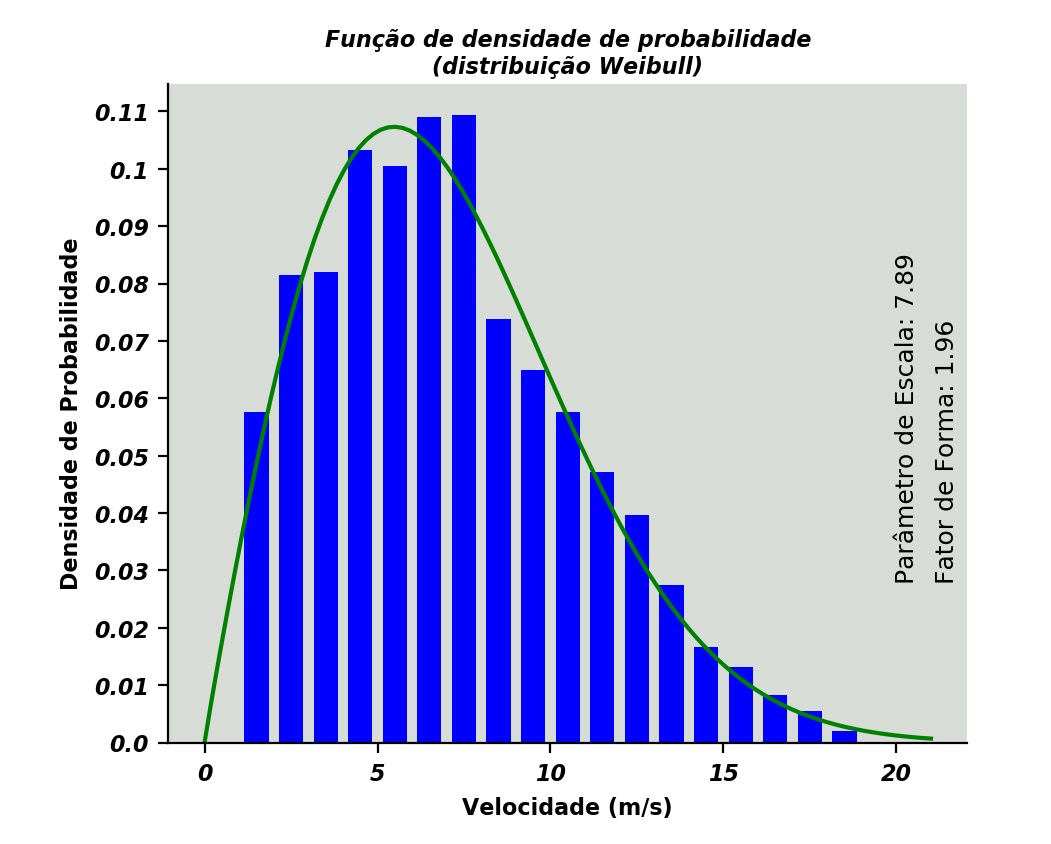 Função de densidade de probabilidade
(distribuição Weibull)
0.11
0.1
0.09
0.08
0.07
0.06
0.05
0.04
0.03
0.02
0.01
0.0
Densidade de Probabilidade
Parâmetro de Escala: 7.89
Fator de Forma: 1.96
0 5 10 15 20
Velocidade (m/s)